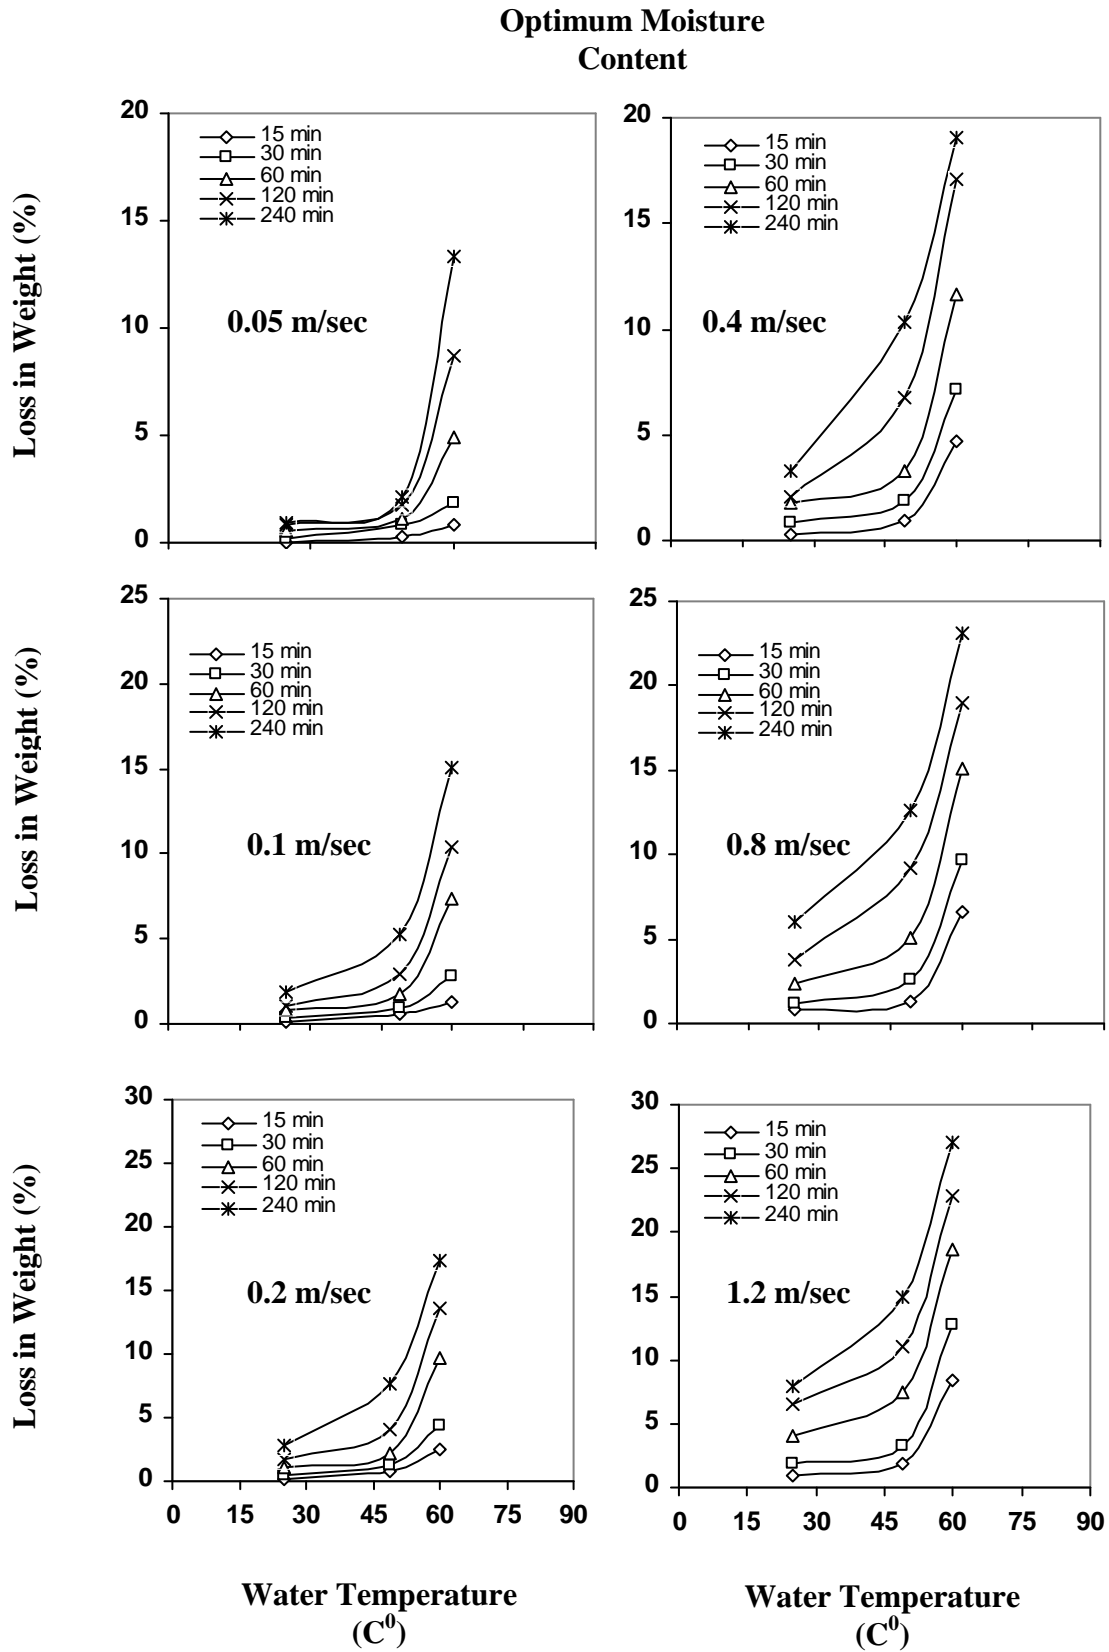 Optimum Moisture
Content
Loss in Weight (%)
20
15
10
5
0
15 min
30 min
60 min
120 min
240 min
0.05 m/sec
20
15
10
5
0
15 min
30 min
60 min
120 min
240 min
0.4 m/sec
Loss in Weight (%)
25
20
15
10
5
0
15 min
30 min
60 min
120 min
240 min
0.1 m/sec
25
20
15
10
5
0
15 min
30 min
60 min
120 min
240 min
0.8 m/sec
Loss in Weight (%)
30
25
20
15
10
5
0
15 min
30 min
60 min
120 min
240 min
0.2 m/sec
0 15 30 45 60 75 90
Water Temperature
(C⁰)
30
25
20
15
10
5
0
15 min
30 min
60 min
120 min
240 min
1.2 m/sec
0 15 30 45 60 75 90
Water Temperature
(C⁰)